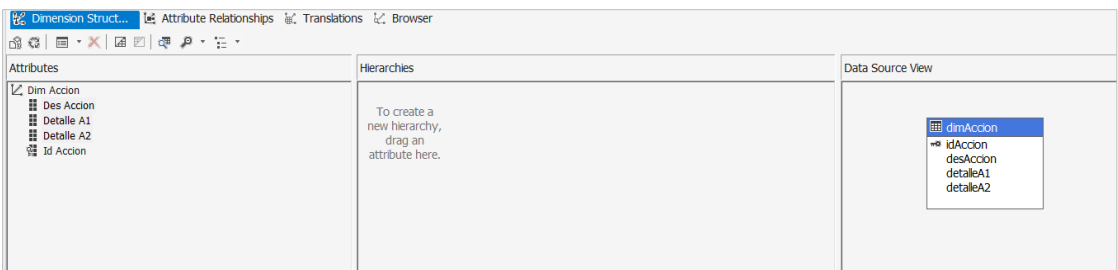 Dimension Struct... Attribute Relationships Translations Browser
Attributes
Hierarchies
Data Source View
Dim Accion
Des Accion
Detalle A1
Detalle A2
Id Accion
To create a
new hierarchy,
drag an
attribute here.
dimAccion
idAccion
desAccion
detalleA1
detalleA2